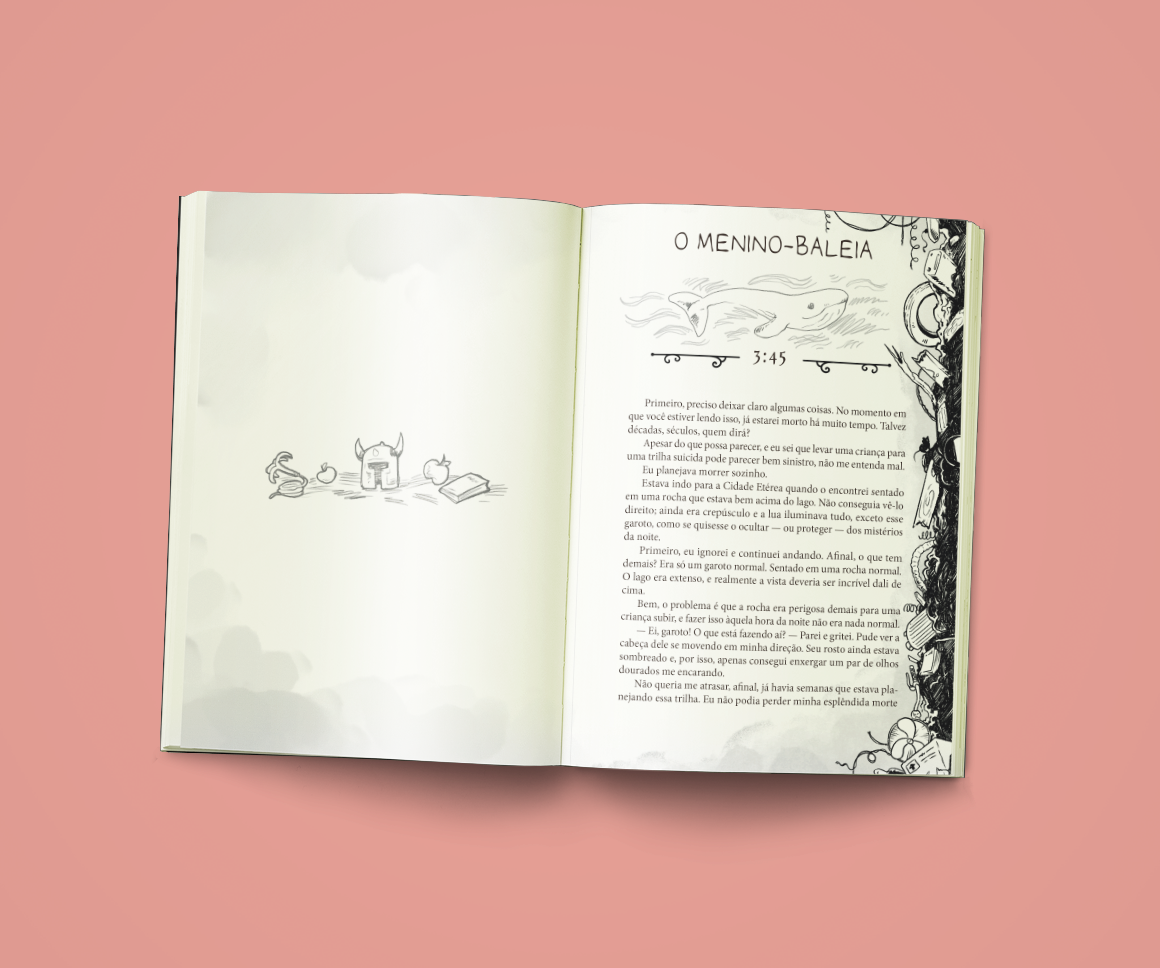 O MENINO-BALEIA
3:45
Primeiro, preciso deixar claro algumas coisas. No momento em
que você estiver lendo isso, já estarei morto há muito tempo. Talvez
décadas, séculos, quem dirá?
Apesar do que possa parecer, e eu sei que levar uma criança para
uma trilha suicida pode parecer bem sinistro, não me entenda mal.
Eu planejava morrer sozinho.
Estava indo para a Cidade Etérea quando o encontrei sentado
em uma rocha que estava bem acima do lago. Não conseguia vê-lo
direito; ainda era crepúsculo e a lua iluminava tudo, exceto esse
garoto, como se quisesse o ocultar — ou proteger — dos mistérios
da noite.
Primeiro, eu ignorei e continuei andando. Afinal, o que tem
demais? Era só um garoto normal. Sentado em uma rocha normal.
O lago era extenso, e realmente a vista deveria ser incrível dali de
cima.
Bem, o problema é que a rocha era perigosa demais para uma
criança subir, e fazer isso àquela hora da noite não era nada normal.
— Ei, garoto! O que está fazendo aí? — Parei e gritei. Pude ver a
cabeça dele se movendo em minha direção. Seu rosto ainda estava
sombreado e, por isso, apenas consegui enxergar um par de olhos
dourados me encarando.
Não queria me atrasar, afinal, já havia semanas que estava pla-
nejando essa trilha. Eu não podia perder minha esplêndida morte